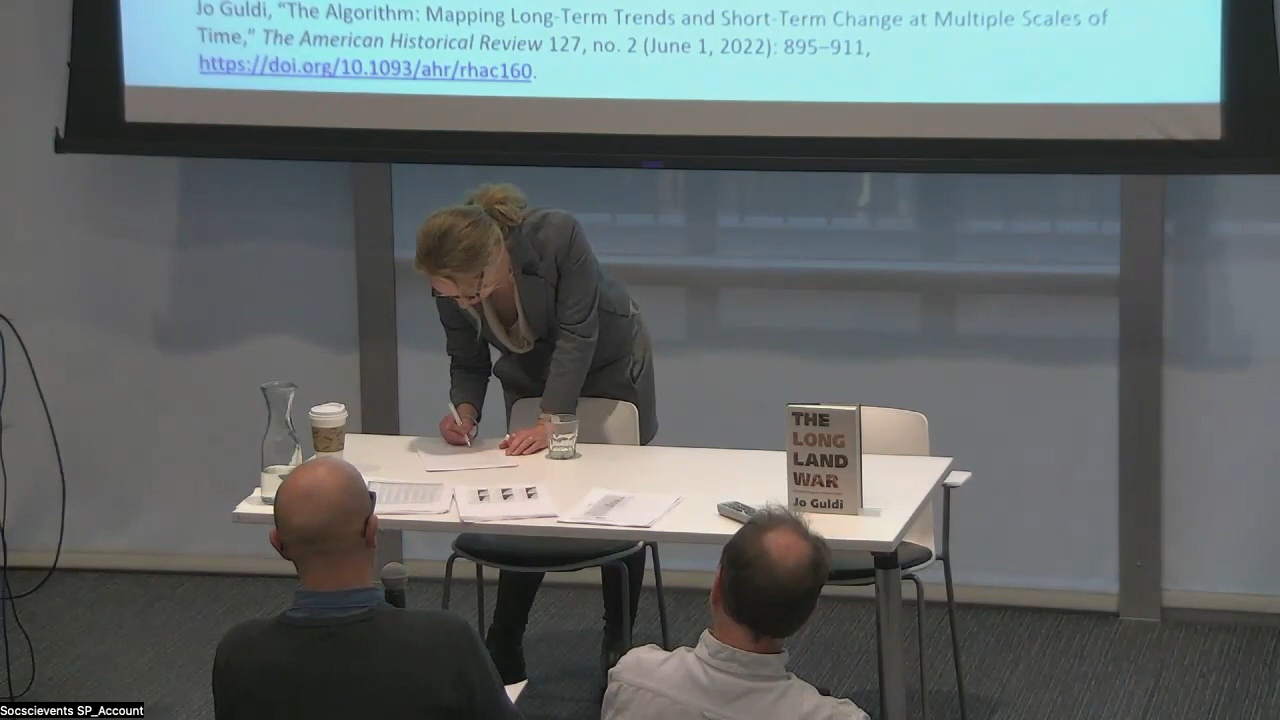 Jo Guldi, “The Algorithm: Mapping Long-Term Trends and Short-Term Change at Multiple Scales of
Time,” The American Historical Review 127, no. 2 (June 1, 2022): 895–911,
https://doi.org/10.1093/ahr/rhac160.
THE
LONG
LAND
WAR
Jo Guldi
Socscievents SP_Account